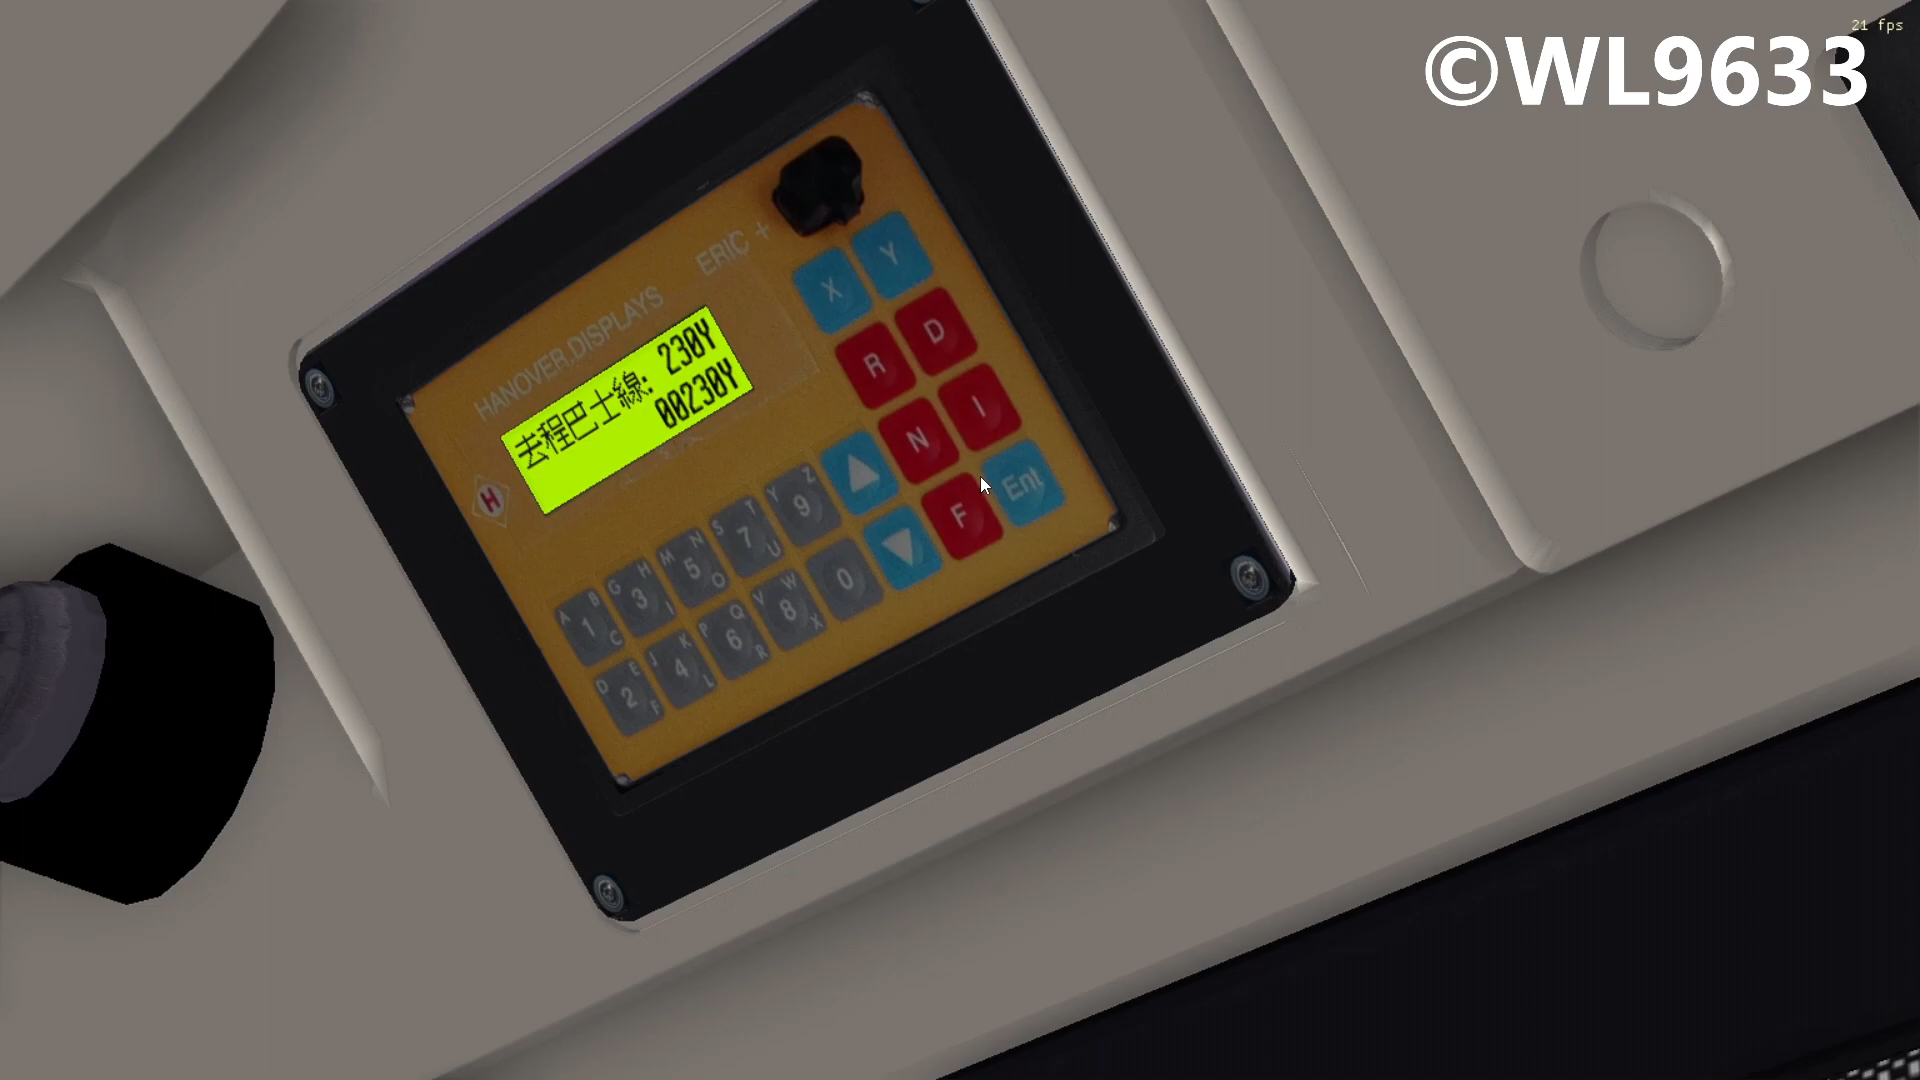 21 fps
©WL9633
ERIC +
HANOVER DISPLAYS
去程巴士線: 230Y
00230Y
H
X Y
R D
N I
F Ent
A B 1 C
G H 3 I
M N 5 O
S T 7 U
Y Z 9
D E 2 F
J K 4 L
P Q 6 R
V W 8 X
0